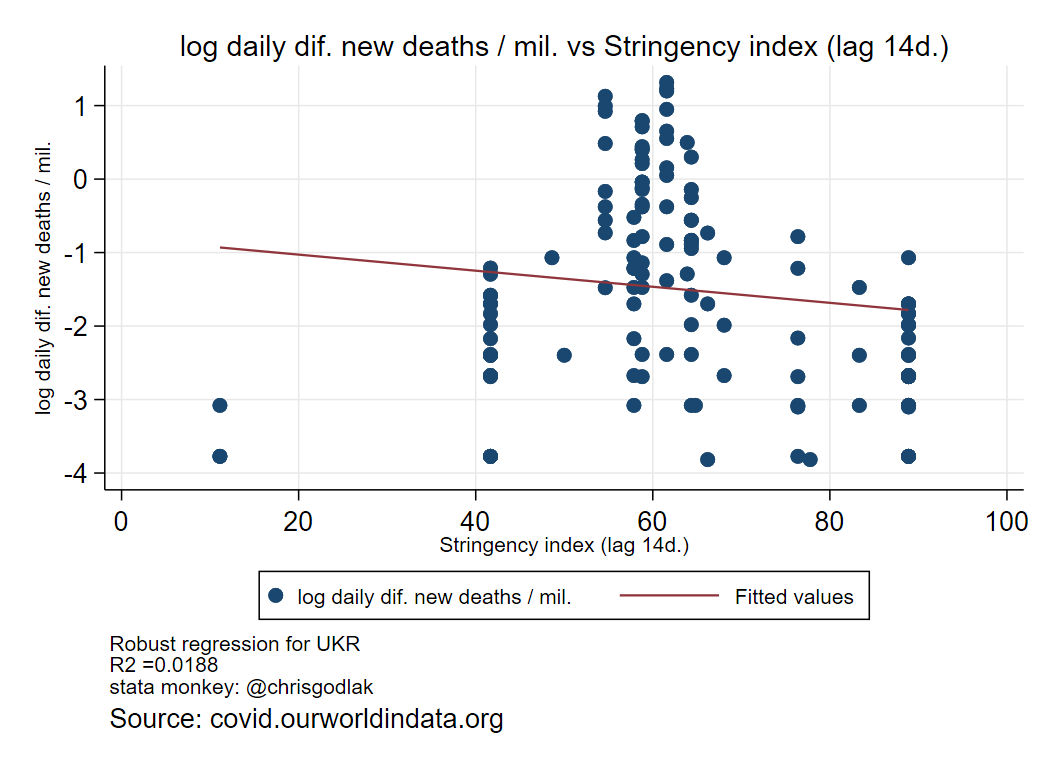 log daily dif. new deaths / mil. vs Stringency index (lag 14d.)
log daily dif. new deaths / mil.
1
0
-1
-2
-3
-4
0 20 40 60 80 100
Stringency index (lag 14d.)
log daily dif. new deaths / mil. Fitted values
Robust regression for UKR
R2 =0.0188
stata monkey: @chrisgodlak
Source: covid.ourworldindata.org